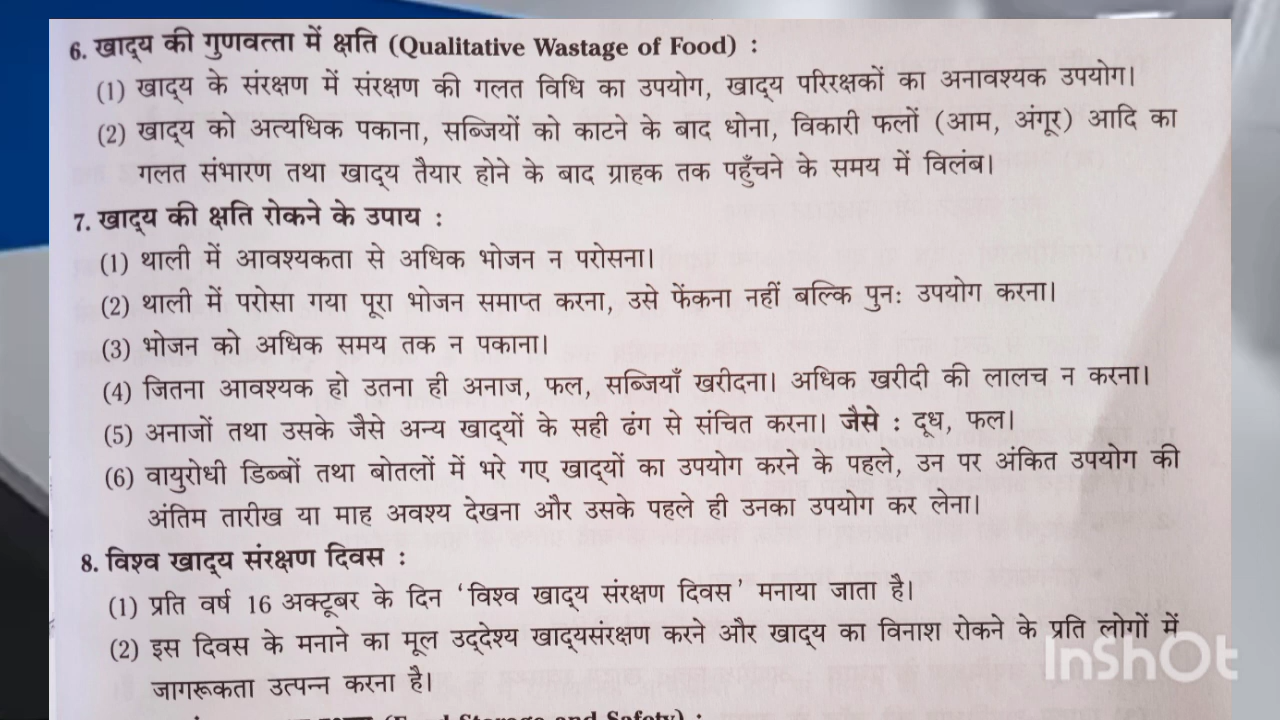 6. खाद्य की गुणवत्ता में क्षति (Qualitative Wastage of Food) :
(1) खाद्य के संरक्षण में संरक्षण की गलत विधि का उपयोग, खाद्य परिरक्षकों का अनावश्यक उपयोग।
(2) खाद्य को अत्यधिक पकाना, सब्जियों को काटने के बाद धोना, विकारी फलों (आम, अंगूर) आदि का
गलत संभारण तथा खाद्य तैयार होने के बाद ग्राहक तक पहुँचने के समय में विलंब।
7. खाद्य की क्षति रोकने के उपाय :
(1) थाली में आवश्यकता से अधिक भोजन न परोसना।
(2) थाली में परोसा गया पूरा भोजन समाप्त करना, उसे फेंकना नहीं बल्कि पुनः उपयोग करना।
(3) भोजन को अधिक समय तक न पकाना।
(4) जितना आवश्यक हो उतना ही अनाज, फल, सब्जियाँ खरीदना। अधिक खरीदी की लालच न करना।
(5) अनाजों तथा उसके जैसे अन्य खाद्यों के सही ढंग से संचित करना। जैसे : दूध, फल।
(6) वायुरोधी डिब्बों तथा बोतलों में भरे गए खाद्यों का उपयोग करने के पहले, उन पर अंकित उपयोग की
अंतिम तारीख या माह अवश्य देखना और उसके पहले ही उनका उपयोग कर लेना।
8. विश्व खाद्य संरक्षण दिवस :
(1) प्रति वर्ष 16 अक्टूबर के दिन ‘विश्व खाद्य संरक्षण दिवस’ मनाया जाता है।
(2) इस दिवस के मनाने का मूल उद्देश्य खाद्यसंरक्षण करने और खाद्य का विनाश रोकने के प्रति लोगों में
जागरूकता उत्पन्न करना है।
(Food Storage and Safety) :
InShOt